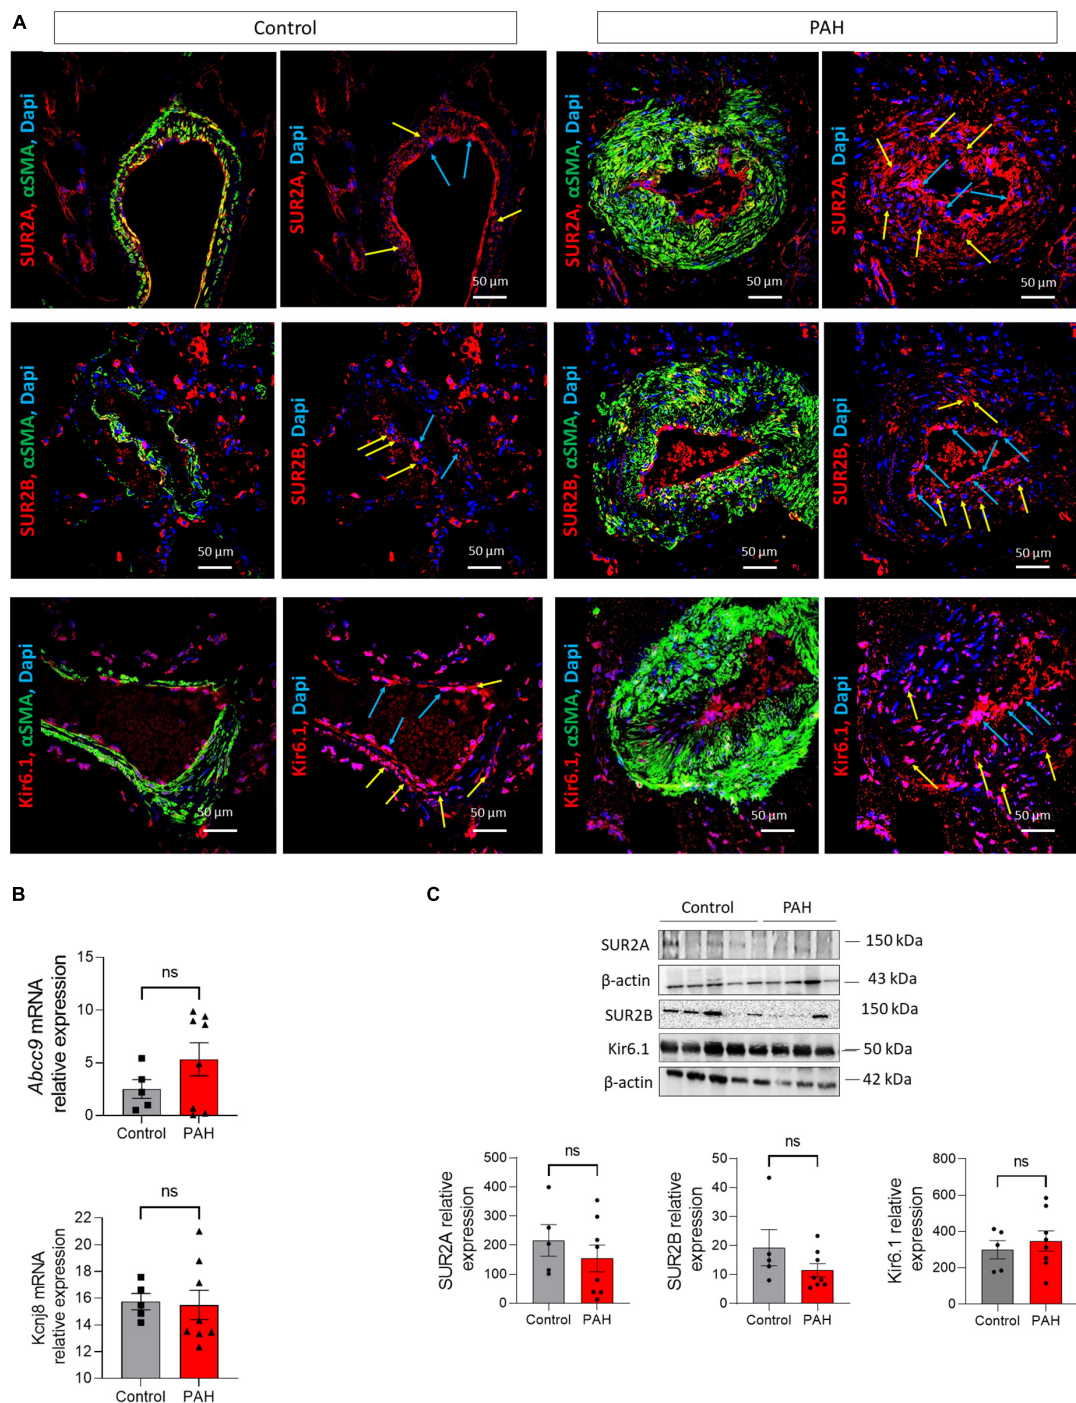 A
Control
PAH
SUR2A, αSMA, Dapi
SUR2A, Dapi
SUR2A, αSMA, Dapi
SUR2A, Dapi
50 µm
50 µm
50 µm
50 µm
SUR2B, αSMA, Dapi
SUR2B, Dapi
SUR2B, αSMA, Dapi
SUR2B, Dapi
50 µm
50 µm
50 µm
50 µm
Kir6.1, αSMA, Dapi
Kir6.1, Dapi
Kir6.1, αSMA, Dapi
Kir6.1, Dapi
50 µm
50 µm
50 µm
50 µm
B
Abcc9 mRNA
relative expression
15
10
5
0
ns
Control
PAH
Kcnj8 mRNA
relative expression
22
20
18
16
14
12
10
ns
Control
PAH
C
Control
PAH
SUR2A
150 kDa
β-actin
43 kDa
SUR2B
150 kDa
Kir6.1
50 kDa
β-actin
42 kDa
SUR2A relative
expression
500
400
300
200
100
0
ns
Control
PAH
SUR2B relative
expression
50
40
30
20
10
0
ns
Control
PAH
Kir6.1 relative
expression
800
600
400
200
0
ns
Control
PAH